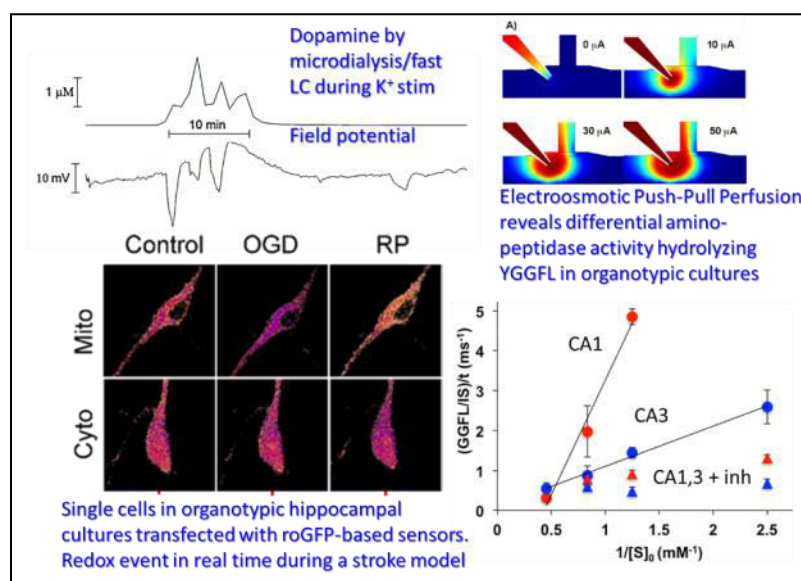 Dopamine by
microdialysis/fast
LC during K+ stim
1 μM
10 min
Field potential
10 mV
A)
0 μA
10 μA
30 μA
50 μA
Electroosmotic Push-Pull Perfusion
reveals differential amino-
peptidase activity hydrolyzing
YGGFL in organotypic cultures
Control OGD RP
Mito
Cyto
Single cells in organotypic hippocampal
cultures transfected with roGFP-based sensors.
Redox event in real time during a stroke model
(GGFL/IS)/t (ms-1)
5
4
3
2
1
0
CA1
CA3
CA1,3 + inh
0.0 0.5 1.0 1.5 2.0 2.5
1/[S]0 (mM-1)